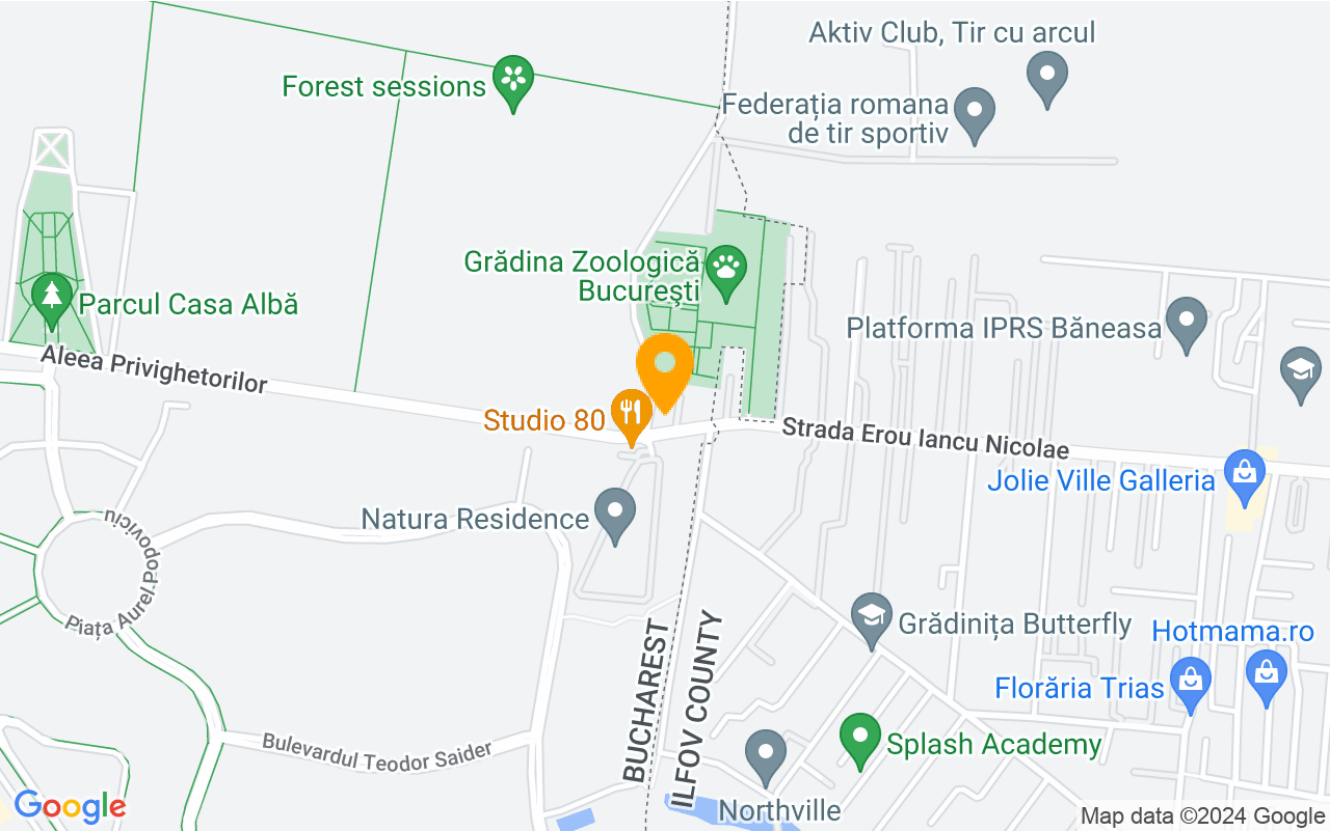 Aktiv Club, Tir cu arcul
Forest sessions
Federația romana
de tir sportiv
Grădina Zoologică
Bucureşti
Parcul Casa Albă
Platforma IPRS Băneasa
Aleea Privighetorilor
Studio 80
Strada Erou Iancu Nicolae
Jolie Ville Galleria
Natura Residence
Piața Aurel Popoviciu
Grădinița Butterfly
Hotmama.ro
BUCHAREST
ILFOV COUNTY
Florăria Trias
Bulevardul Teodor Saider
Splash Academy
Northville
Google
Map data ©2024 Google